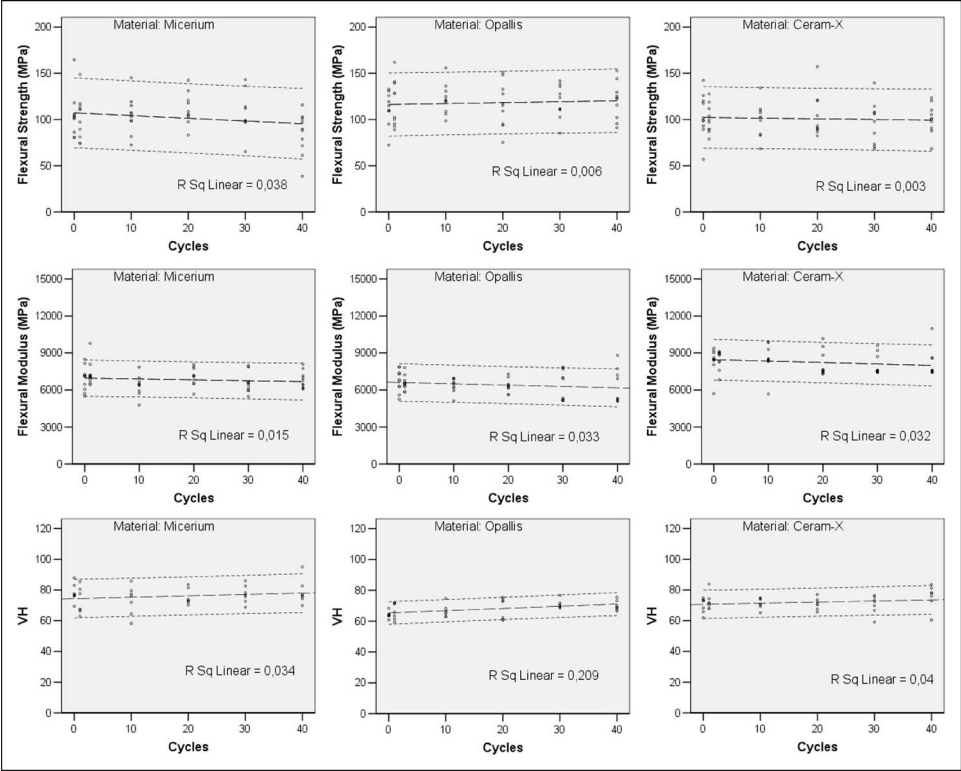 Material: Micerium
Flexural Strength (MPa)
200
150
100
50
0
R Sq Linear = 0,038
0 10 20 30 40
Cycles
Material: Opallis
Flexural Strength (MPa)
200
150
100
50
0
R Sq Linear = 0,006
0 10 20 30 40
Cycles
Material: Ceram-X
Flexural Strength (MPa)
200
150
100
50
0
R Sq Linear = 0,003
0 10 20 30 40
Cycles
Material: Micerium
Flexural Modulus (MPa)
15000
12000
9000
6000
3000
0
R Sq Linear = 0,015
0 10 20 30 40
Cycles
Material: Opallis
Flexural Modulus (MPa)
15000
12000
9000
6000
3000
0
R Sq Linear = 0,033
0 10 20 30 40
Cycles
Material: Ceram-X
Flexural Modulus (MPa)
15000
12000
9000
6000
3000
0
R Sq Linear = 0,032
0 10 20 30 40
Cycles
Material: Micerium
VH
120
100
80
60
40
20
0
R Sq Linear = 0,034
0 10 20 30 40
Cycles
Material: Opallis
VH
120
100
80
60
40
20
0
R Sq Linear = 0,209
0 10 20 30 40
Cycles
Material: Ceram-X
VH
120
100
80
60
40
20
0
R Sq Linear = 0,04
0 10 20 30 40
Cycles